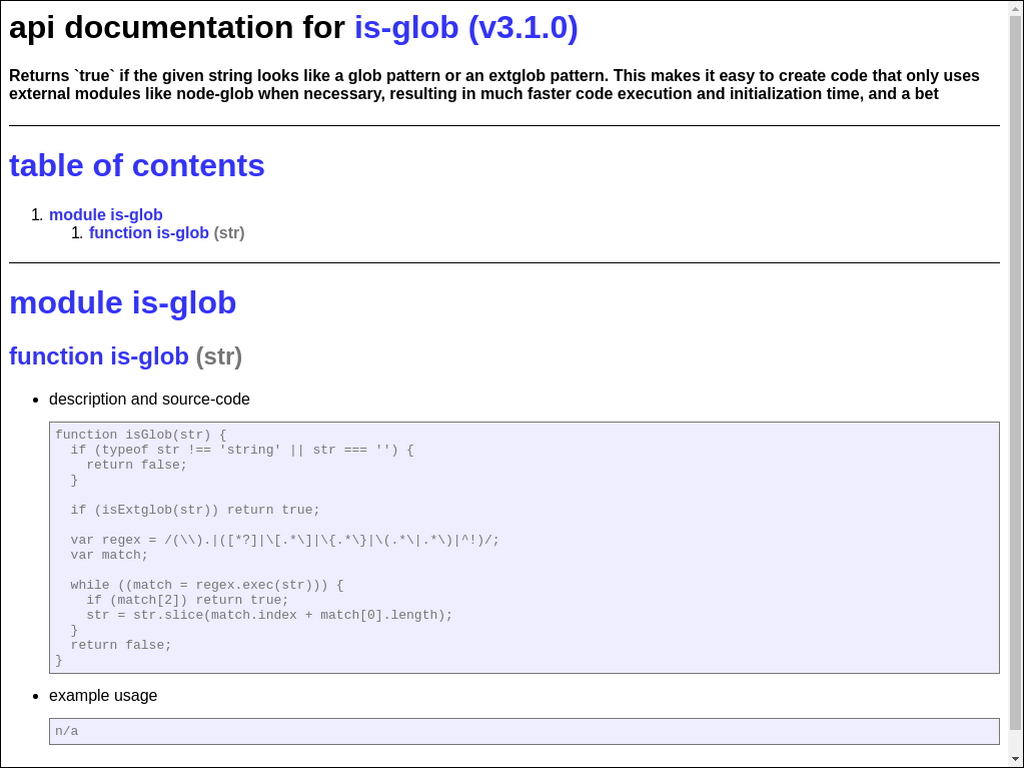 api documentation for is-glob (v3.1.0)
Returns `true` if the given string looks like a glob pattern or an extglob pattern. This makes it easy to create code that only uses
external modules like node-glob when necessary, resulting in much faster code execution and initialization time, and a bet
table of contents
1. module is-glob
1. function is-glob (str)
module is-glob
function is-glob (str)
• description and source-code
function isGlob(str) {
  if (typeof str !== 'string' || str === '') {
    return false;
  }
  if (isExtglob(str)) return true;
  var regex = /(\\).|([*?]|\[.*\]|\{.*\}|\(.*\|.*\)|^!)/;
  var match;
  while ((match = regex.exec(str))) {
    if (match[2]) return true;
    str = str.slice(match.index + match[0].length);
  }
  return false;
}
• example usage
n/a